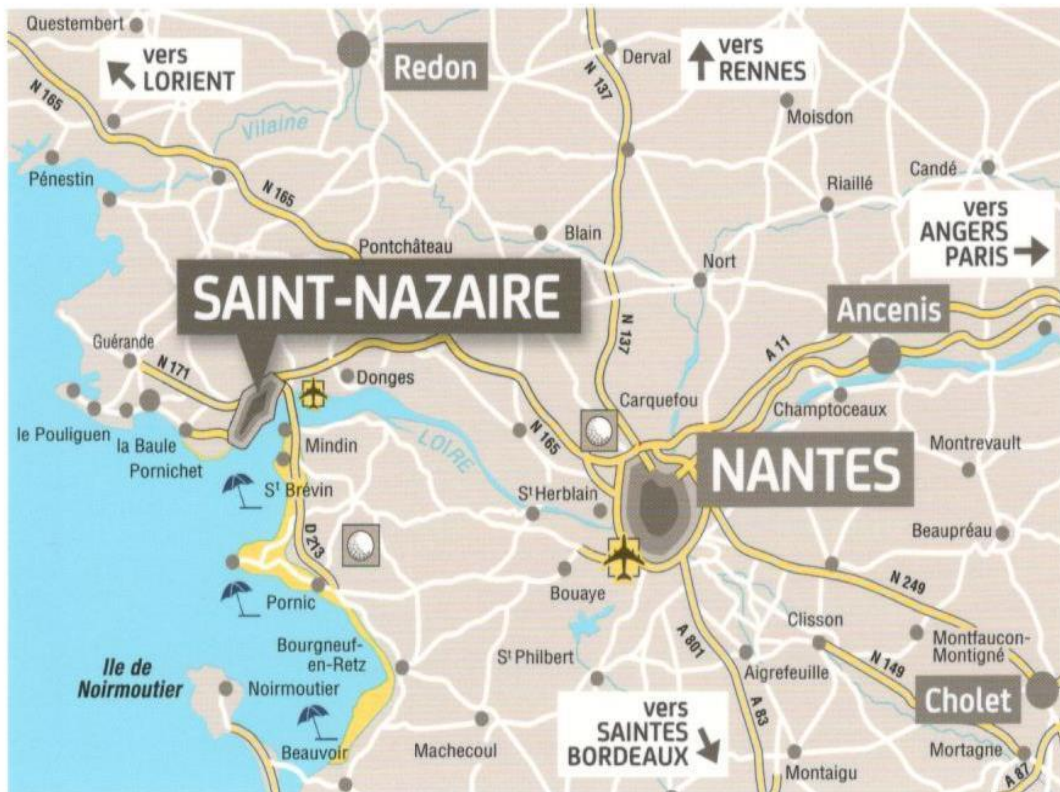 Questembert
vers
LORIENT
Redon
Derval
vers
RENNES
N 165
N 137
Moisdon
Vilaine
Pénestin
N 165
Riaillé
Candé
vers
ANGERS
PARIS
Blain
Pontchâteau
Nort
SAINT-NAZAIRE
Ancenis
N 137
A 11
Guérande
N 171
Donges
Carquefou
Champtoceaux
le Pouliguen
la Baule
Pornichet
Mindin
LOIRE
N 165
Montrevault
NANTES
St Brévin
St Herblain
D 213
Beaupréau
Bouaye
N 249
Pornic
Clisson
Bourgneuf-
en-Retz
A 801
Montfaucon-
Montigné
St Philbert
Aigrefeuille
N 149
Ile de
Noirmoutier
Noirmoutier
Cholet
vers
SAINTES
BORDEAUX
A 83
Beauvoir
Machecoul
Montaigu
Mortagne
A 87